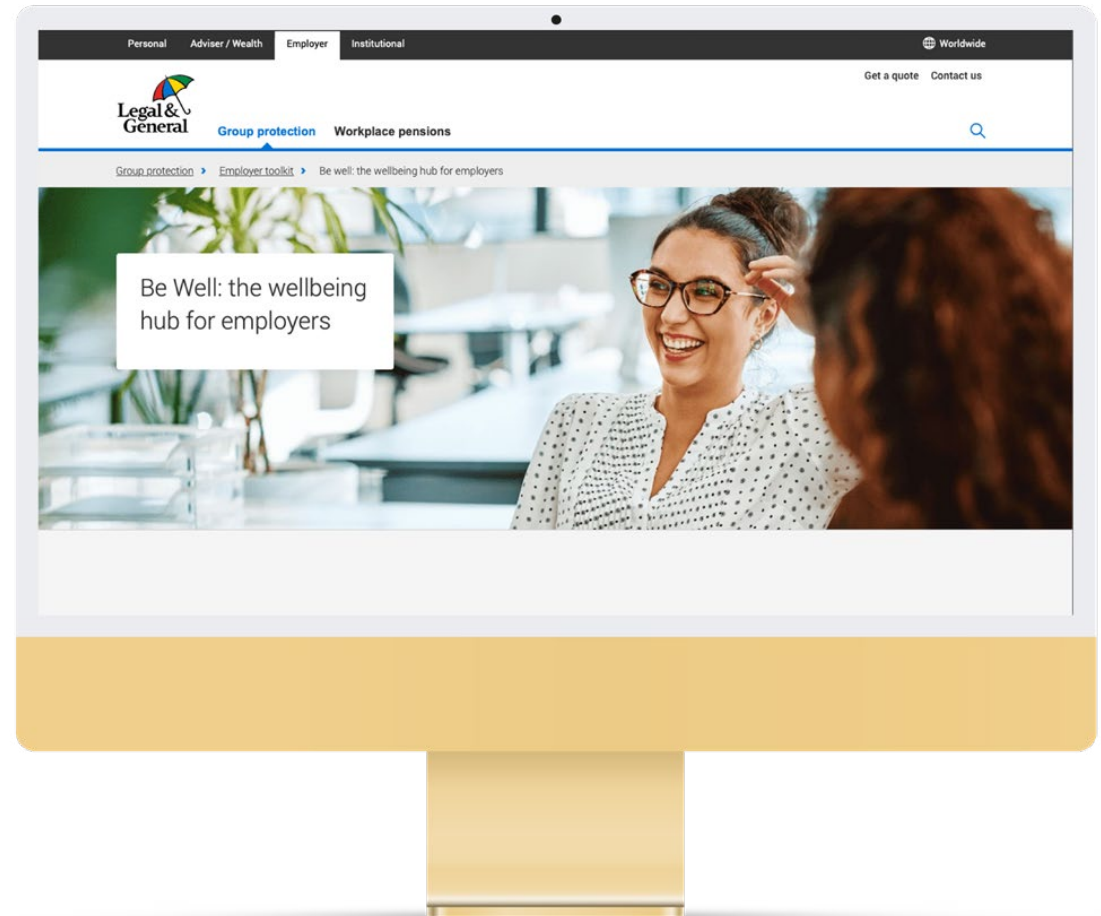 Personal Adviser / Wealth Employer Institutional Worldwide
Get a quote Contact us
Legal &
General
Group protection Workplace pensions
Group protection > Employer toolkit > Be well: the wellbeing hub for employers
Be Well: the wellbeing
hub for employers